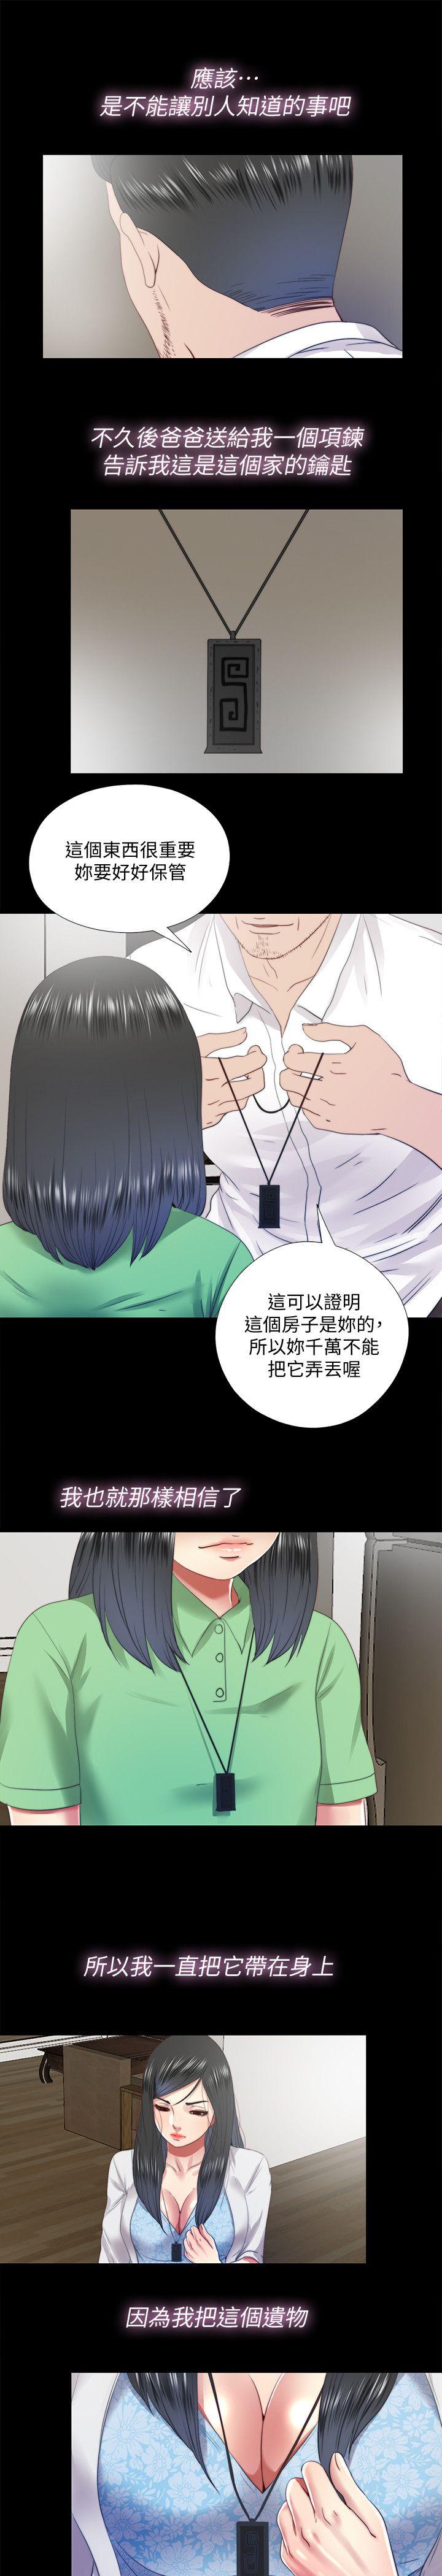 應該…
是不能讓別人知道的事吧
不久後爸爸送給我一個項鍊
告訴我這是這個家的鑰匙
這個東西很重要
妳要好好保管
這可以證明
這個房子是妳的，
所以妳千萬不能
把它弄丟喔
我也就那樣相信了
所以我一直把它帶在身上
因為我把這個遺物